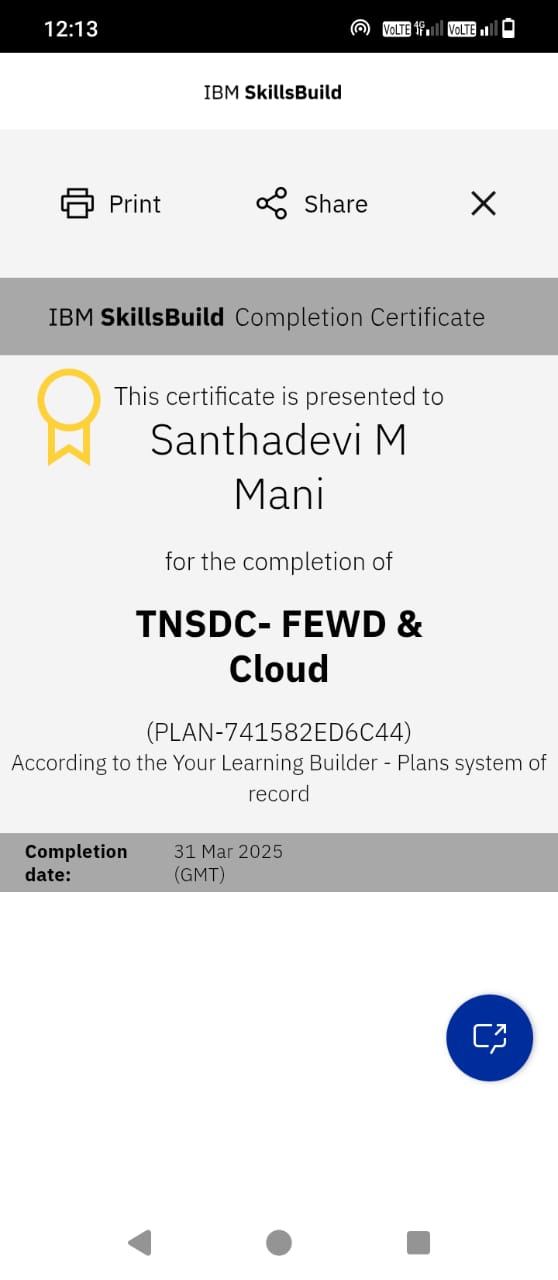 12:13
VoLTE 4G VoLTE
IBM SkillsBuild
Print Share
IBM SkillsBuild Completion Certificate
This certificate is presented to
Santhadevi M
Mani
for the completion of
TNSDC- FEWD &
Cloud
(PLAN-741582ED6C44)
According to the Your Learning Builder - Plans system of
record
Completion 31 Mar 2025
date: (GMT)